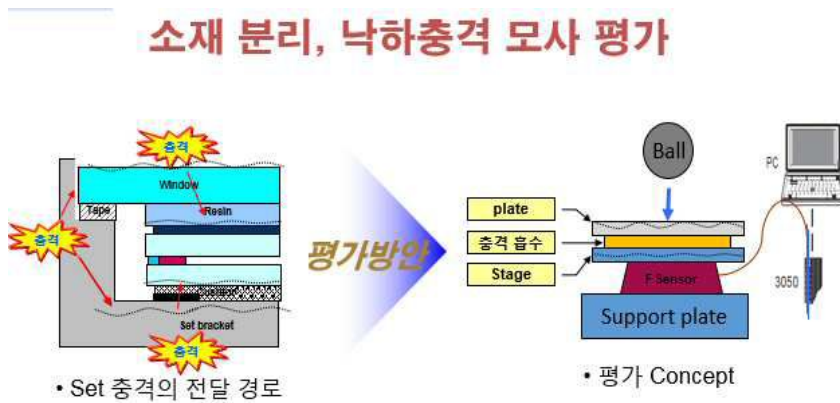 소재 분리, 낙하충격 모사 평가
충격
Window
Tape
Resin
충격
Set bracket
충격
• Set 충격의 전달 경로
평가방안
Ball
PC
plate
충격 흡수
Stage
F Sensor
3050
Support plate
• 평가 Concept